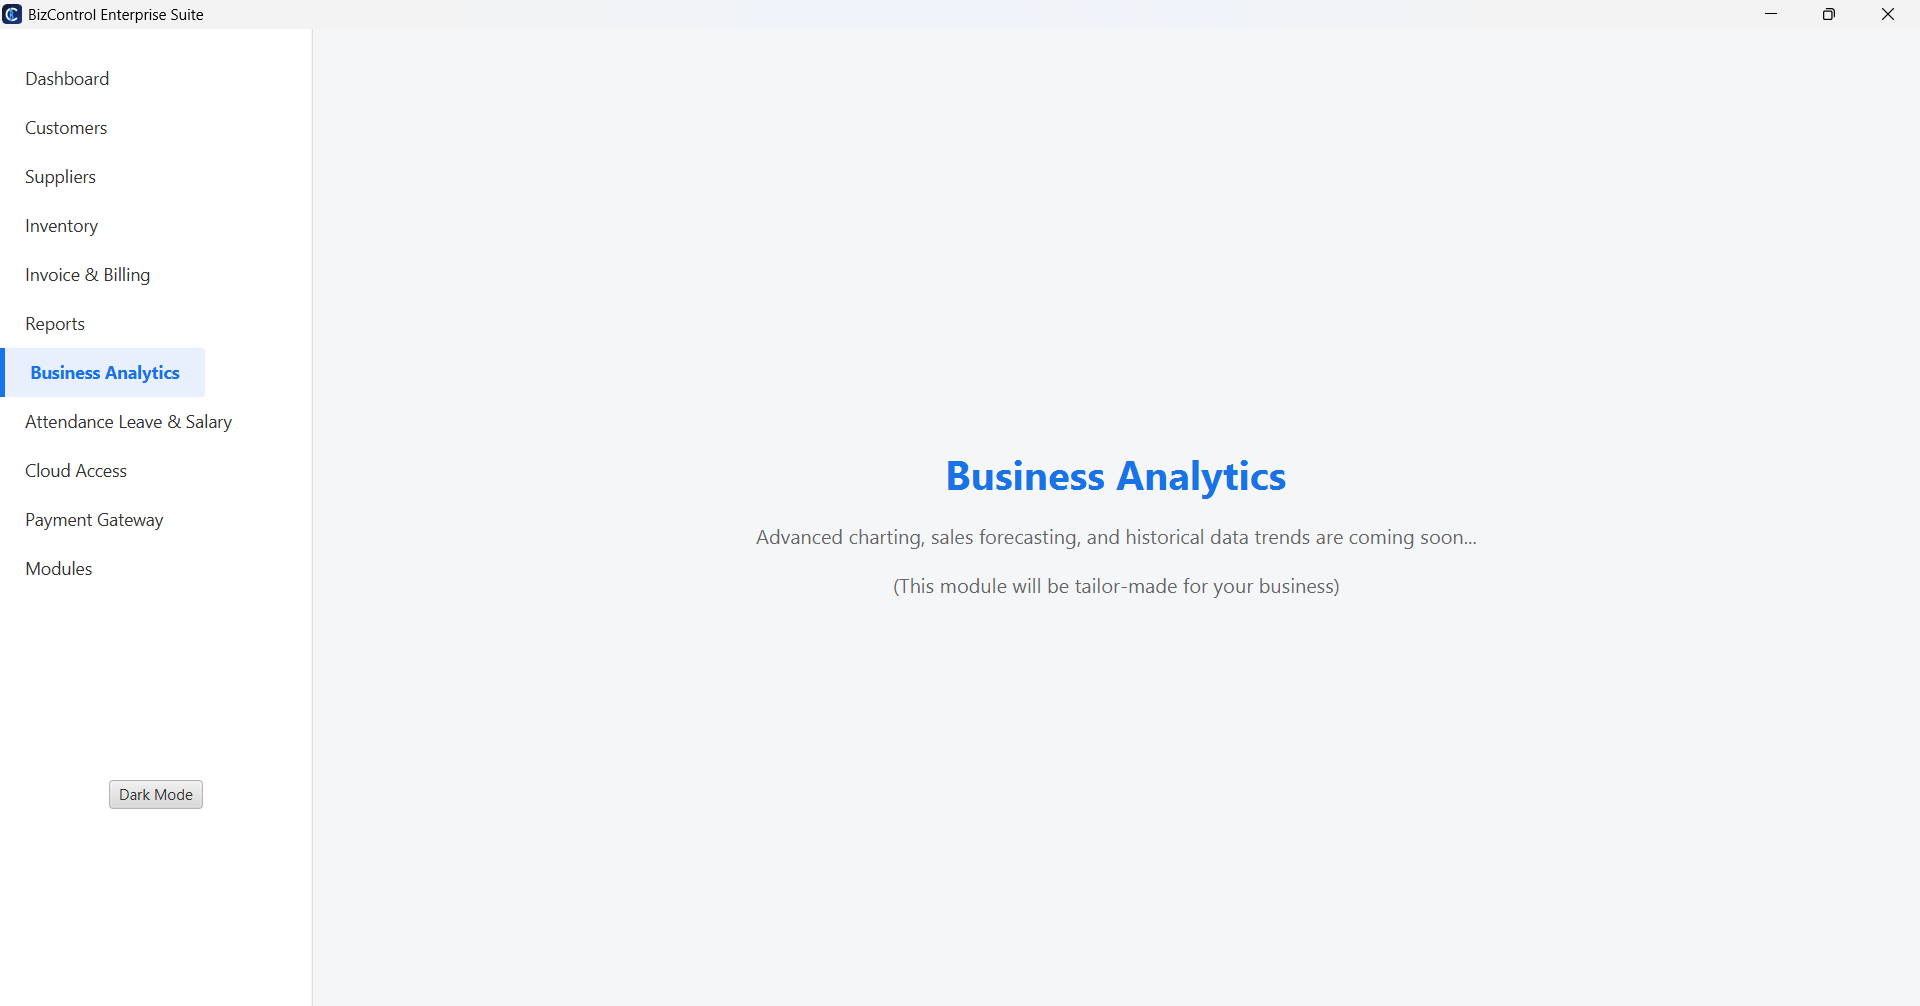 BizControl Enterprise Suite
Dashboard
Customers
Suppliers
Inventory
Invoice & Billing
Reports
Business Analytics
Attendance Leave & Salary
Cloud Access
Payment Gateway
Modules
Dark Mode
Business Analytics
Advanced charting, sales forecasting, and historical data trends are coming soon...
(This module will be tailor-made for your business)